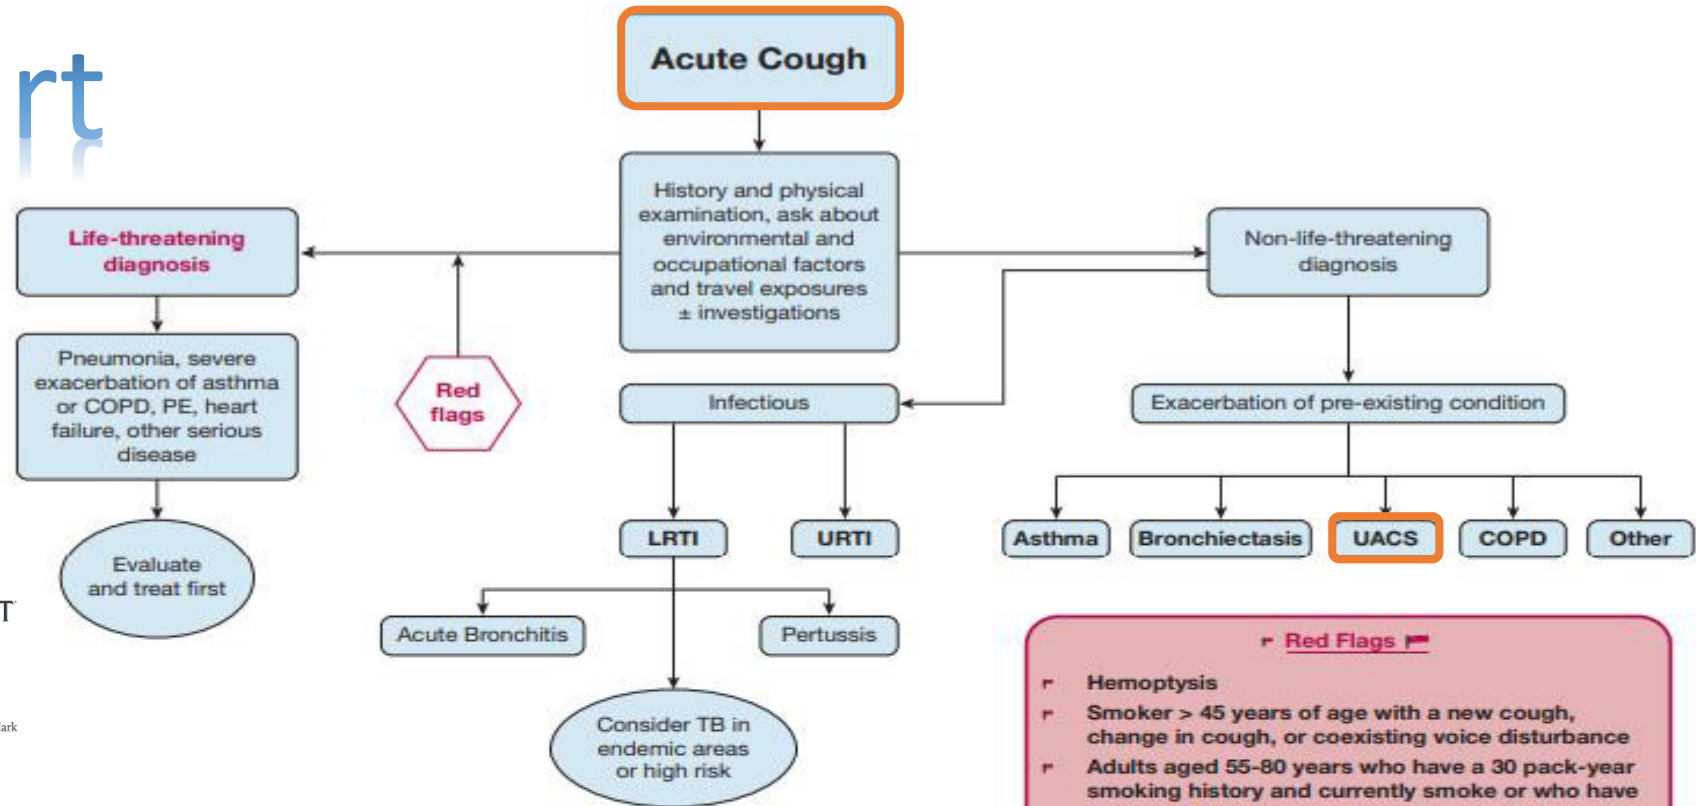 rt
Acute Cough
History and physical
examination, ask about
environmental and
occupational factors
and travel exposures
± investigations
Life-threatening
diagnosis
Non-life-threatening
diagnosis
Pneumonia, severe
exacerbation of asthma
or COPD, PE, heart
failure, other serious
disease
Red
flags
Infectious
Exacerbation of pre-existing condition
Evaluate
and treat first
LRTI
URTI
Asthma
Bronchiectasis
UACS
COPD
Other
T
Acute Bronchitis
Pertussis
Consider TB in
endemic areas
or high risk
Red Flags
Hemoptysis
Smoker > 45 years of age with a new cough,
change in cough, or coexisting voice disturbance
Adults aged 55-80 years who have a 30 pack-year
smoking history and currently smoke or who have